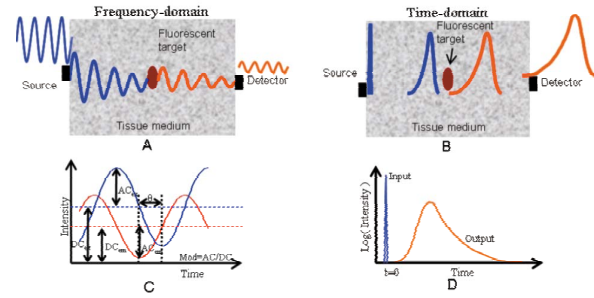 Frequency-domain
Fluorescent
target
Source
Detector
Tissue medium
A
Time-domain
Fluorescent
target
Source
Detector
Tissue medium
B
Intensity
AC
θ
DC
DC
AC
Mod=AC/DC
Time
C
Log( Intensity )
Input
Output
t=0
Time
D